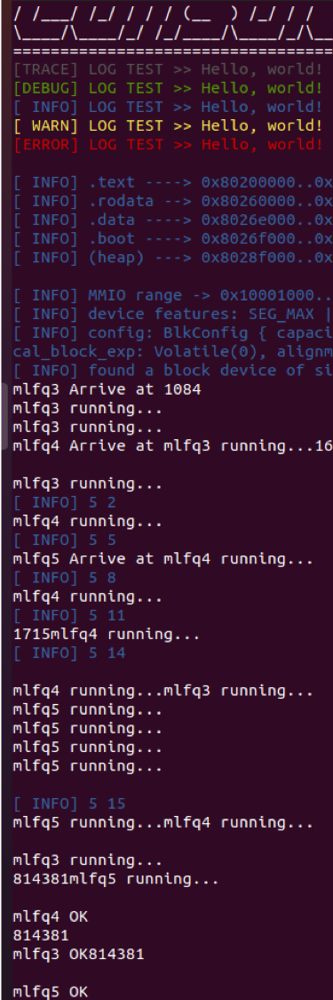 [TRACE] LOG TEST >> Hello, world!
[DEBUG] LOG TEST >> Hello, world!
[ INFO] LOG TEST >> Hello, world!
[ WARN] LOG TEST >> Hello, world!
[ERROR] LOG TEST >> Hello, world!
[ INFO] .text ----> 0x80200000..0x
[ INFO] .rodata --> 0x80260000..0x
[ INFO] .data ----> 0x8026e000..0x
[ INFO] .boot ----> 0x8026f000..0x
[ INFO] (heap) ---> 0x8028f000..0x
[ INFO] MMIO range -> 0x10001000..
[ INFO] device features: SEG_MAX |
[ INFO] config: BlkConfig { capaci
cal_block_exp: Volatile(0), alignm
[ INFO] found a block device of si
mlfq3 Arrive at 1084
mlfq3 running...
mlfq3 running...
mlfq4 Arrive at mlfq3 running...16
mlfq3 running...
[ INFO] 5 2
mlfq4 running...
[ INFO] 5 5
mlfq5 Arrive at mlfq4 running...
[ INFO] 5 8
mlfq4 running...
[ INFO] 5 11
1715mlfq4 running...
[ INFO] 5 14
mlfq4 running...mlfq3 running...
mlfq5 running...
mlfq5 running...
mlfq5 running...
mlfq5 running...
[ INFO] 5 15
mlfq5 running...mlfq4 running...
mlfq3 running...
814381mlfq5 running...
mlfq4 OK
814381
mlfq3 OK814381
mlfq5 OK